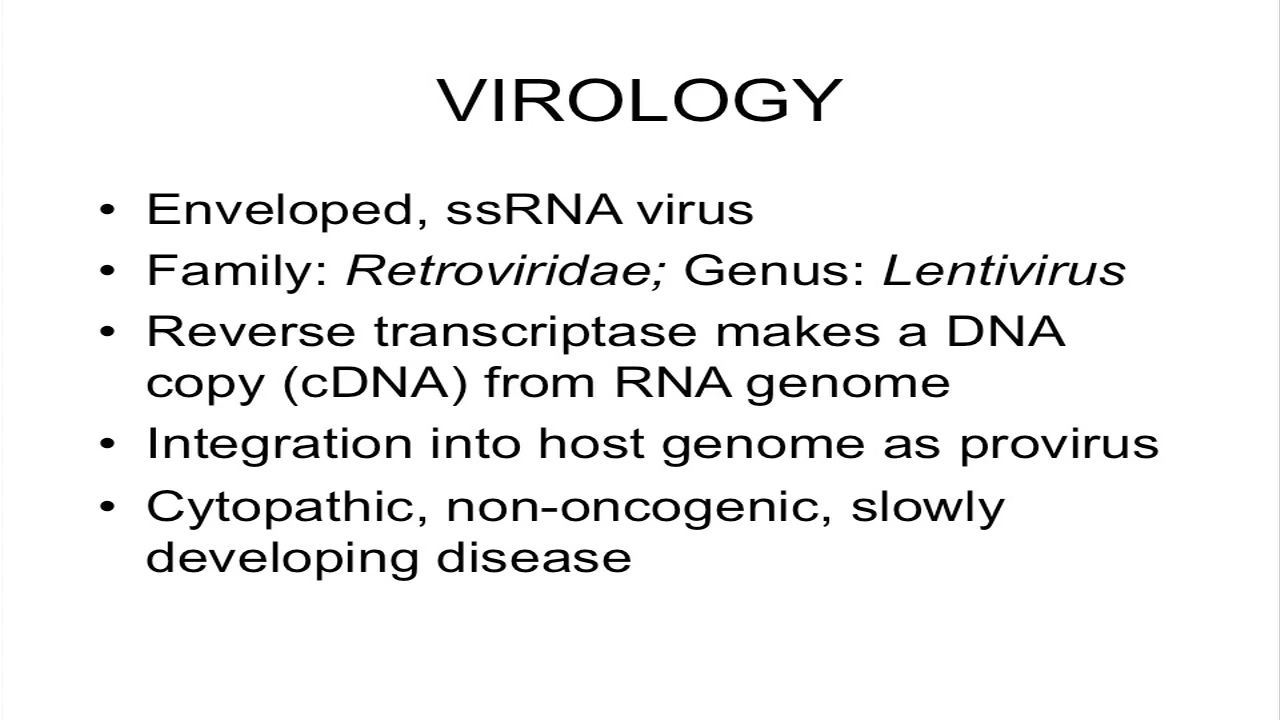 VIROLOGY
• Enveloped, ssRNA virus
• Family: Retroviridae; Genus: Lentivirus
• Reverse transcriptase makes a DNA
copy (cDNA) from RNA genome
• Integration into host genome as provirus
• Cytopathic, non-oncogenic, slowly
developing disease